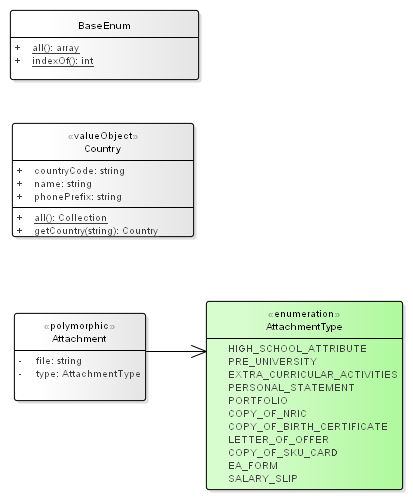 BaseEnum
+ all(): array
+ indexOf(): int
«valueObject»
Country
+ countryCode: string
+ name: string
+ phonePrefix: string
+ all(): Collection
+ getCountry(string): Country
«polymorphic»
Attachment
- file: string
- type: AttachmentType
«enumeration»
AttachmentType
HIGH_SCHOOL_ATTRIBUTE
PRE_UNIVERSITY
EXTRA_CURRICULAR_ACTIVITIES
PERSONAL_STATEMENT
PORTFOLIO
COPY_OF_NRIC
COPY_OF_BIRTH_CERTIFICATE
LETTER_OF_OFFER
COPY_OF_SKU_CARD
EA_FORM
SALARY_SLIP